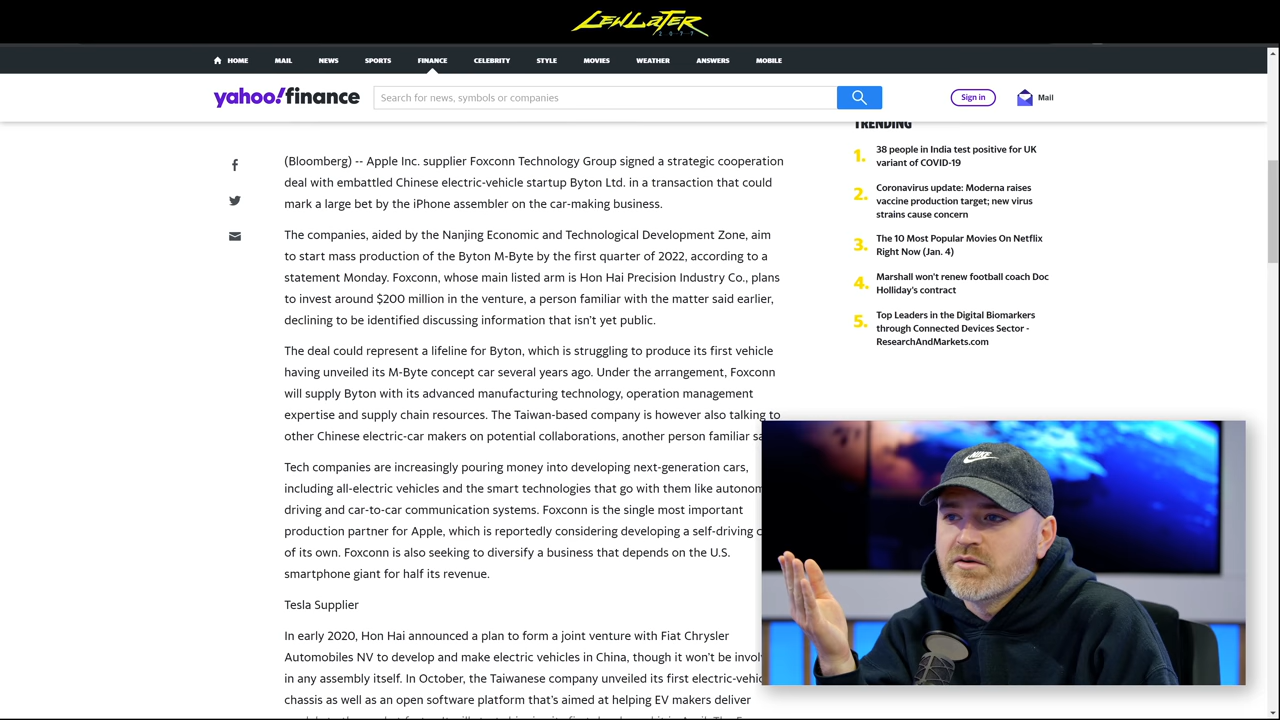 LEWLATER
2077
HOME MAIL NEWS SPORTS FINANCE CELEBRITY STYLE MOVIES WEATHER ANSWERS MOBILE
yahoo!finance
Search for news, symbols or companies
Sign in
Mail
(Bloomberg) -- Apple Inc. supplier Foxconn Technology Group signed a strategic cooperation
deal with embattled Chinese electric-vehicle startup Byton Ltd. in a transaction that could
mark a large bet by the iPhone assembler on the car-making business.
The companies, aided by the Nanjing Economic and Technological Development Zone, aim
to start mass production of the Byton M-Byte by the first quarter of 2022, according to a
statement Monday. Foxconn, whose main listed arm is Hon Hai Precision Industry Co., plans
to invest around $200 million in the venture, a person familiar with the matter said earlier,
declining to be identified discussing information that isn't yet public.
The deal could represent a lifeline for Byton, which is struggling to produce its first vehicle
having unveiled its M-Byte concept car several years ago. Under the arrangement, Foxconn
will supply Byton with its advanced manufacturing technology, operation management
expertise and supply chain resources. The Taiwan-based company is however also talking to
other Chinese electric-car makers on potential collaborations, another person familiar
Tech companies are increasingly pouring money into developing next-generation cars,
including all-electric vehicles and the smart technologies that go with them like
driving and car-to-car communication systems. Foxconn is the single most important
production partner for Apple, which is reportedly considering developing a self-driving
of its own. Foxconn is also seeking to diversify a business that depends on the U.S.
smartphone giant for half its revenue.
Tesla Supplier
In early 2020, Hon Hai announced a plan to form a joint venture with Fiat Chrysler
Automobiles NV to develop and make electric vehicles in China, though it won't be
in any assembly itself. In October, the Taiwanese company unveiled its first
chassis as well as an open software platform that's aimed at helping EV makers deliver
TRENDING
1. 38 people in India test positive for UK
variant of COVID-19
2. Coronavirus update: Moderna raises
vaccine production target; new virus
strains cause concern
3. The 10 Most Popular Movies On Netflix
Right Now (Jan. 4)
4. Marshall won't renew football coach Doc
Holliday's contract
5. Top Leaders in the Digital Biomarkers
through Connected Devices Sector -
ResearchAndMarkets.com
NIKE